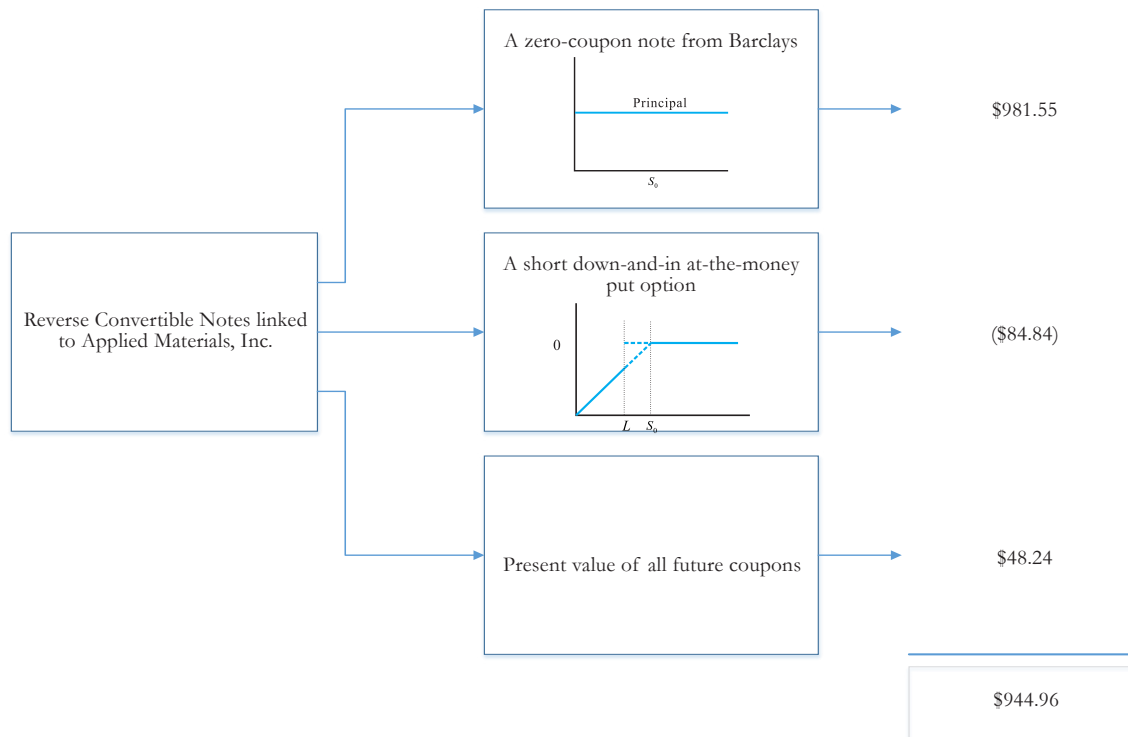 A zero-coupon note from Barclays
Principal
S₀
$981.55
Reverse Convertible Notes linked
to Applied Materials, Inc.
A short down-and-in at-the-money
put option
0
L S₀
($84.84)
Present value of all future coupons
$48.24
$944.96